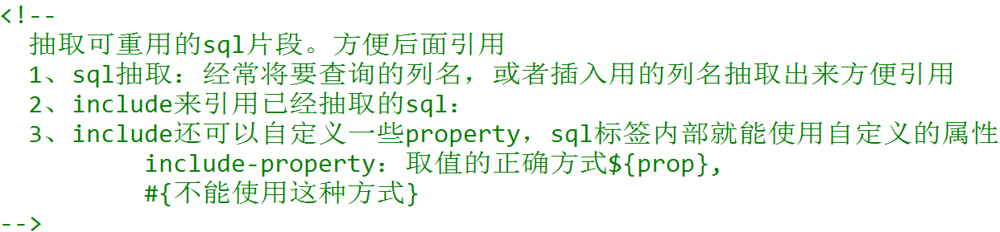 <!--
抽取可重用的sql片段。方便后面引用
1、sql抽取：经常将要查询的列名，或者插入用的列名抽取出来方便引用
2、include来引用已经抽取的sql：
3、include还可以自定义一些property，sql标签内部就能使用自定义的属性
include-property：取值的正确方式${prop},
#{不能使用这种方式}
-->